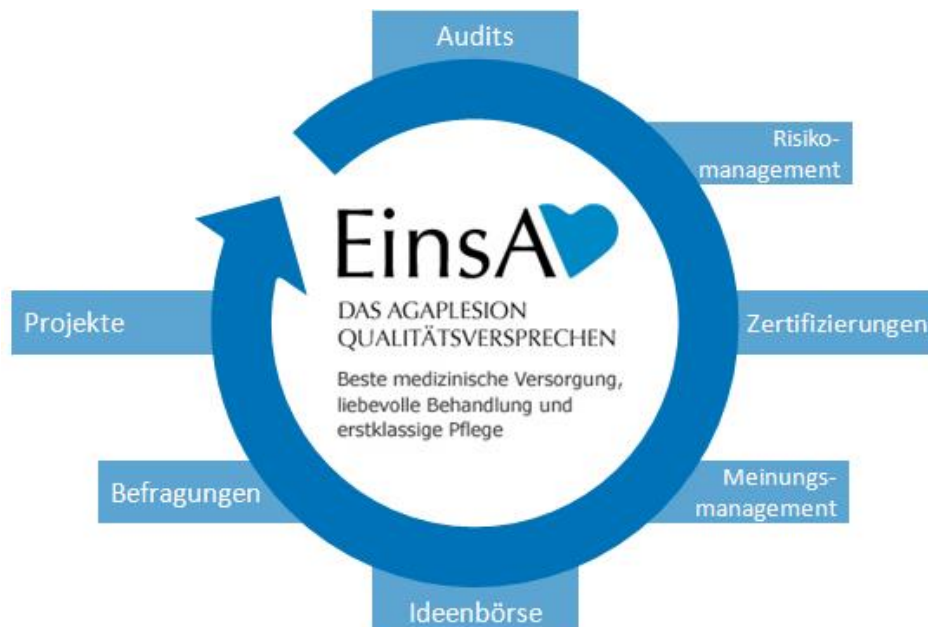 Audits
Risiko-
management
EinsA
DAS AGAPLESION
QUALITÄTSVERSPRECHEN
Beste medizinische Versorgung,
liebevolle Behandlung und
erstklassige Pflege
Projekte
Zertifizierungen
Befragungen
Meinungs-
management
Ideenbörse